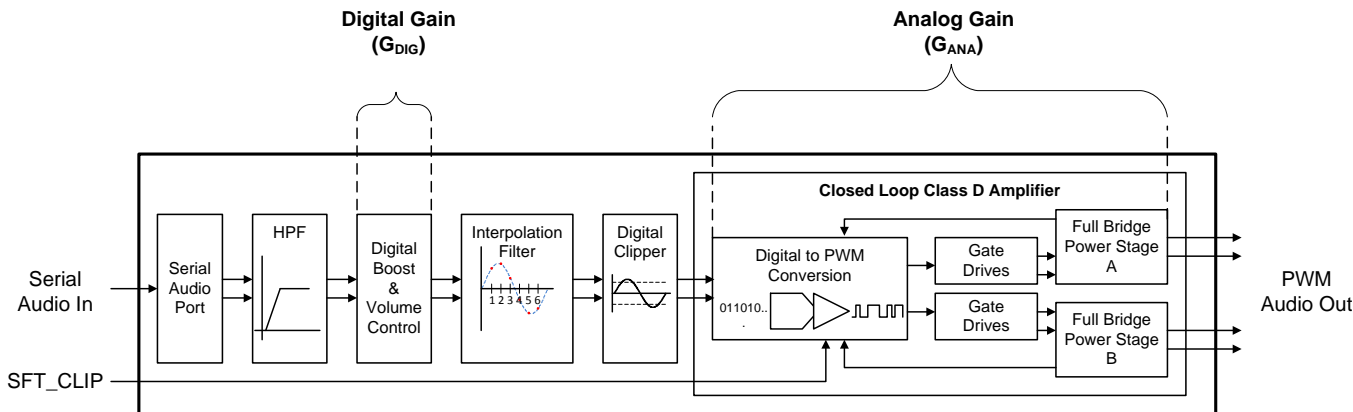 Digital Gain
(GDIG)
Analog Gain
(GANA)
Closed Loop Class D Amplifier
Serial
Audio In
Serial
Audio
Port
HPF
Digital
Boost
&
Volume
Control
Interpolation
Filter
1 2 3 4 5 6
Digital
Clipper
Digital to PWM
Conversion
011010..
.
Gate
Drives
Gate
Drives
Full Bridge
Power Stage
A
Full Bridge
Power Stage
B
PWM
Audio Out
SFT_CLIP